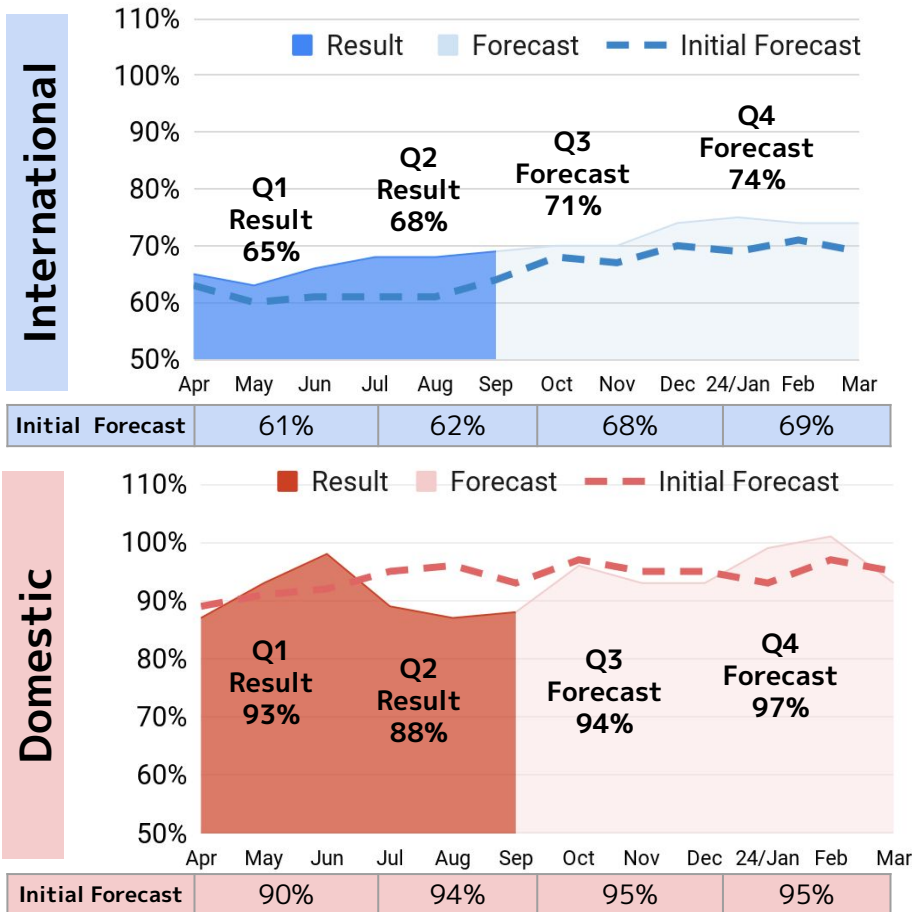 International
110%
Result Forecast Initial Forecast
100%
90%
80%
70%
60%
50%
Q1
Result
65%
Q2
Result
68%
Q3
Forecast
71%
Q4
Forecast
74%
Apr May Jun Jul Aug Sep Oct Nov Dec 24/Jan Feb Mar
Initial Forecast 61% 62% 68% 69%
Domestic
110%
Result Forecast Initial Forecast
100%
90%
80%
70%
60%
50%
Q1
Result
93%
Q2
Result
88%
Q3
Forecast
94%
Q4
Forecast
97%
Apr May Jun Jul Aug Sep Oct Nov Dec 24/Jan Feb Mar
Initial Forecast 90% 94% 95% 95%